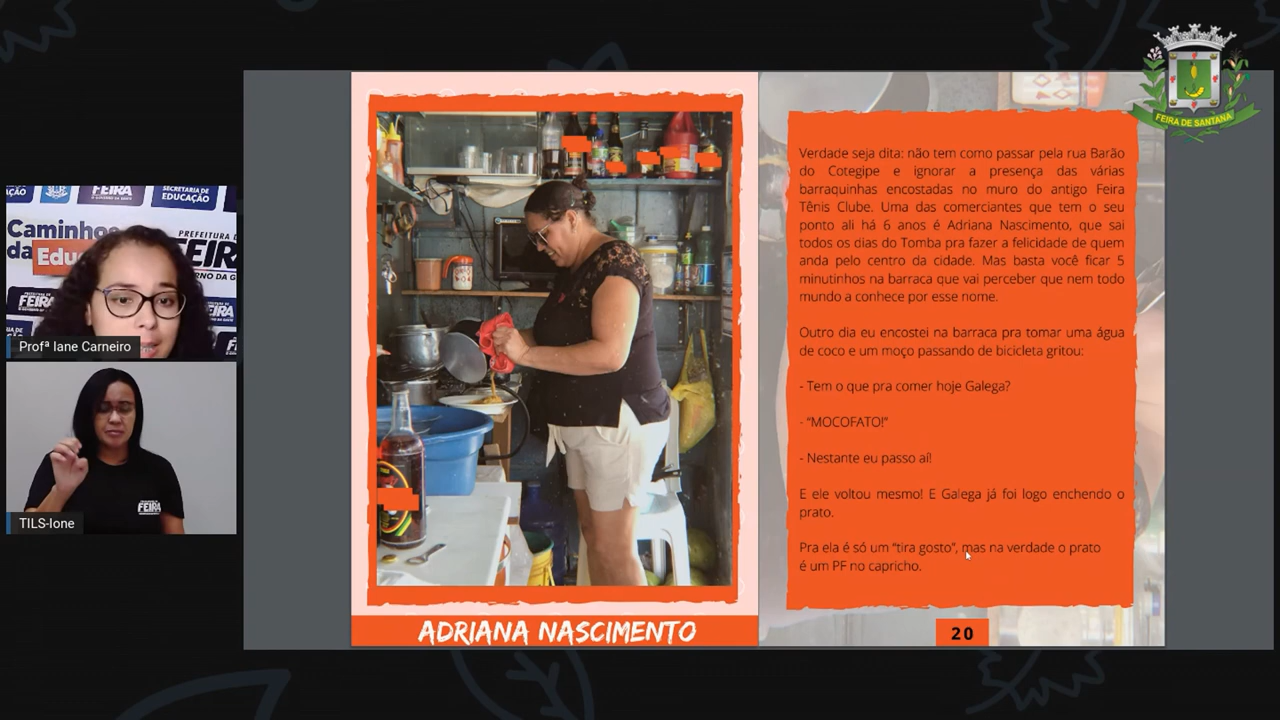 FEIRA DE SANTANA
Verdade seja dita: não tem como passar pela rua Barão
do Cotegipe e ignorar a presença das várias
barraquinhas encostadas no muro do antigo Feira
Tênis Clube. Uma das comerciantes que tem o seu
ponto ali há 6 anos é Adriana Nascimento, que sai
todos os dias do Tomba pra fazer a felicidade de quem
anda pelo centro da cidade. Mas basta você ficar 5
minutinhos na barraca que vai perceber que nem todo
mundo a conhece por esse nome.
Outro dia eu encostei na barraca pra tomar uma água
de coco e um moço passando de bicicleta gritou:
- Tem o que pra comer hoje Galega?
- “MOCOFATO!”
- Nestante eu passo aí!
E ele voltou mesmo! E Galega já foi logo enchendo o
prato.
Pra ela é só um “tira gosto”, mas na verdade o prato
é um PF no capricho.
20
ADRIANA NASCIMENTO
FEIRA
SECRETARIA DE
EDUCAÇÃO
Caminhos
da Educ
PREFEITURA D
FEIR
FEIRA
FEIRA
Profª Iane Carneiro
FEIRA
TILS-Ione